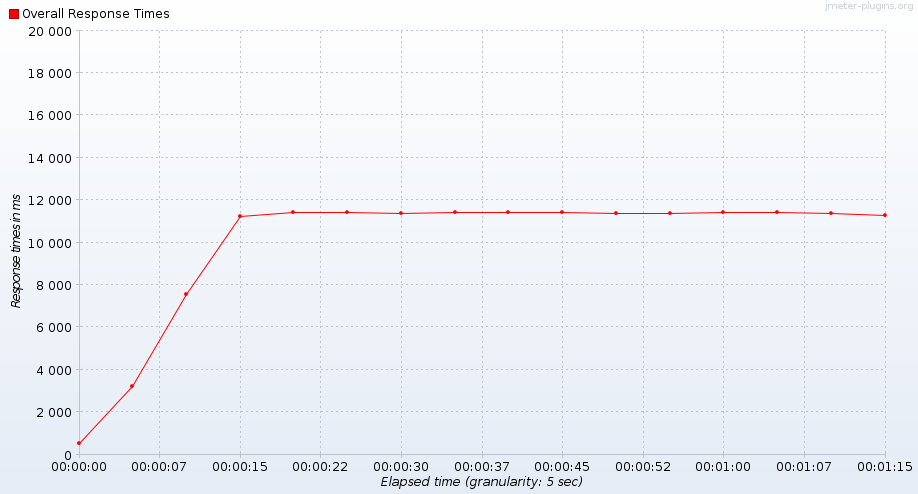 jmeter-plugins.org
Overall Response Times
20 000
18 000
16 000
14 000
12 000
10 000
8 000
6 000
4 000
2 000
0
Response times in ms
00:00:00 00:00:07 00:00:15 00:00:22 00:00:30 00:00:37 00:00:45 00:00:52 00:01:00 00:01:07 00:01:15
Elapsed time (granularity: 5 sec)